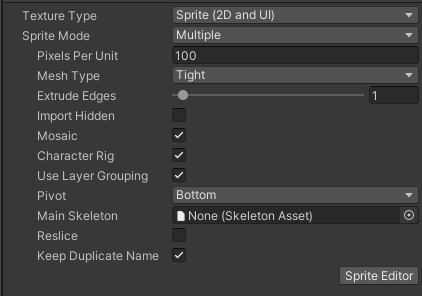 Texture Type Sprite (2D and UI)
Sprite Mode Multiple
Pixels Per Unit 100
Mesh Type Tight
Extrude Edges 1
Import Hidden
Mosaic
Character Rig
Use Layer Grouping
Pivot Bottom
Main Skeleton None (Skeleton Asset)
Reslice
Keep Duplicate Name
Sprite Editor